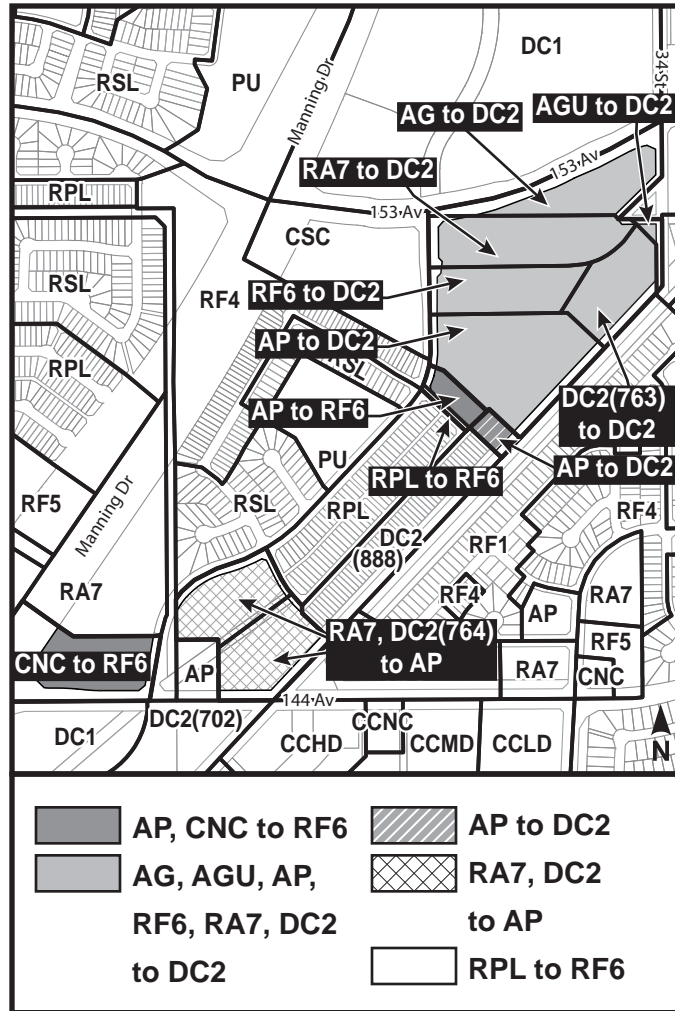 DC1
34 St
RSL
PU
Manning Dr
AG to DC2
AGU to DC2
153 Av
RA7 to DC2
RPL
153 Av
CSC
RSL
RF4
RF6 to DC2
AP to DC2
RSL
RPL
AP to RF6
DC2(763)
to DC2
PU
RPL to RF6
AP to DC2
RSL
RPL
RF5
Manning Dr
DC2
(888)
RF1
RF4
RA7
RF4
AP
RA7
RA7, DC2(764)
to AP
RF5
CNC to RF6
AP
RA7
CNC
144 Av
DC2(702)
CCNC
DC1
CCHD
CCMD
CCLD
N
AP, CNC to RF6
AG, AGU, AP,
RF6, RA7, DC2
to DC2
AP to DC2
RA7, DC2
to AP
RPL to RF6